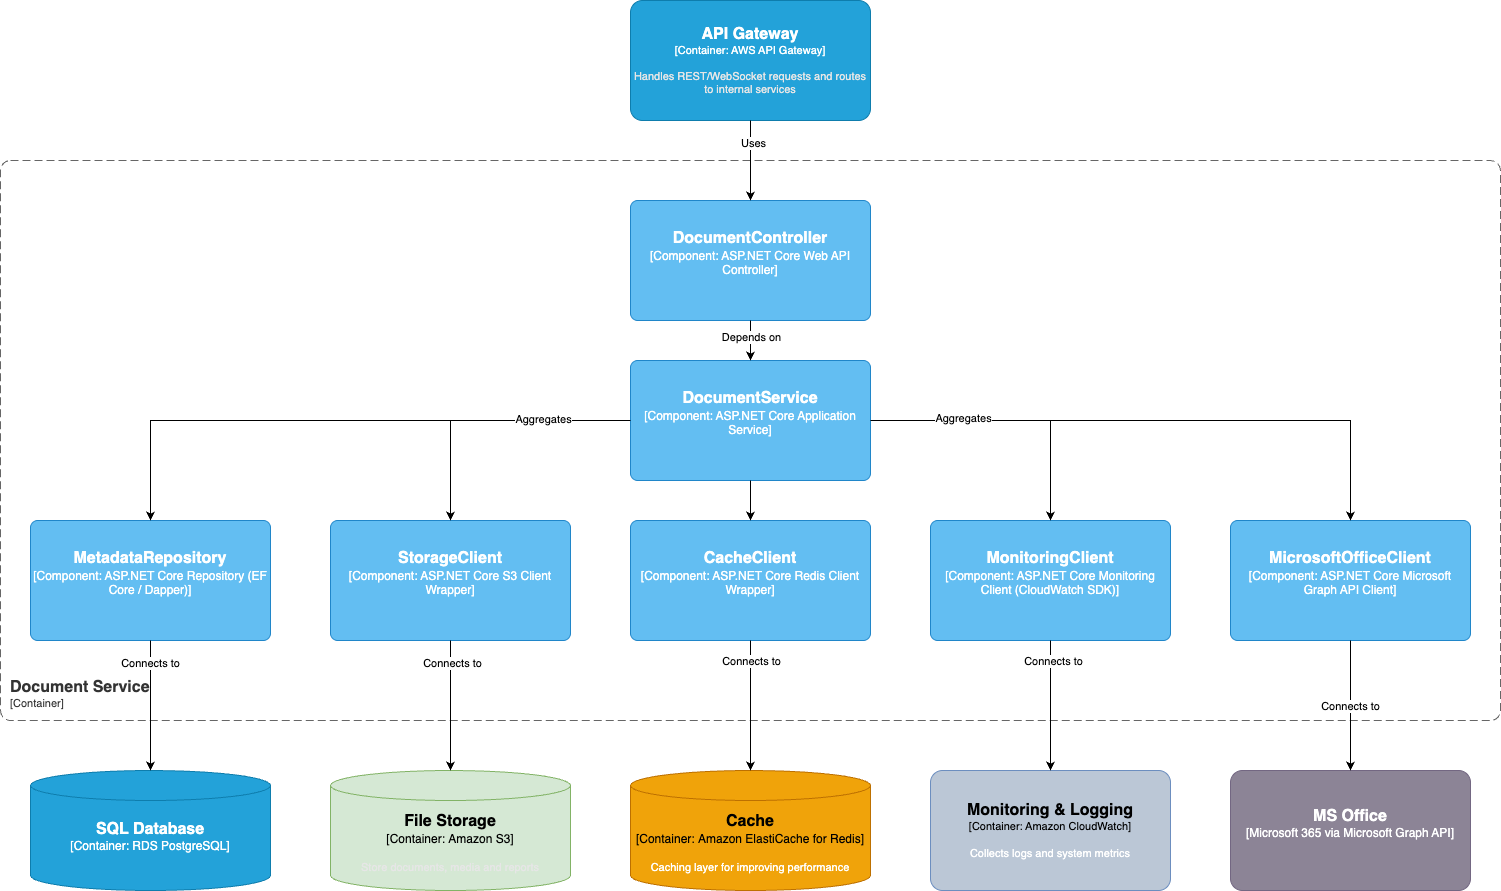 API Gateway
[Container: AWS API Gateway]
Handles REST/WebSocket requests and routes
to internal services
Uses
DocumentController
[Component: ASP.NET Core Web API
Controller]
Depends on
DocumentService
[Component: ASP.NET Core Application
Service]
Aggregates
Aggregates
MetadataRepository
[Component: ASP.NET Core Repository (EF
Core / Dapper)]
StorageClient
[Component: ASP.NET Core S3 Client
Wrapper]
CacheClient
[Component: ASP.NET Core Redis Client
Wrapper]
MonitoringClient
[Component: ASP.NET Core Monitoring
Client (CloudWatch SDK)]
MicrosoftOfficeClient
[Component: ASP.NET Core Microsoft
Graph API Client]
Connects to
Connects to
Connects to
Connects to
Connects to
Document Service
[Container]
SQL Database
[Container: RDS PostgreSQL]
File Storage
[Container: Amazon S3]
documents, and reports
Cache
[Container: Amazon ElastiCache for Redis]
Caching layer for improving performance
Monitoring & Logging
[Container: Amazon CloudWatch]
Collects logs and system metrics
MS Office
[Microsoft 365 via Microsoft Graph API]